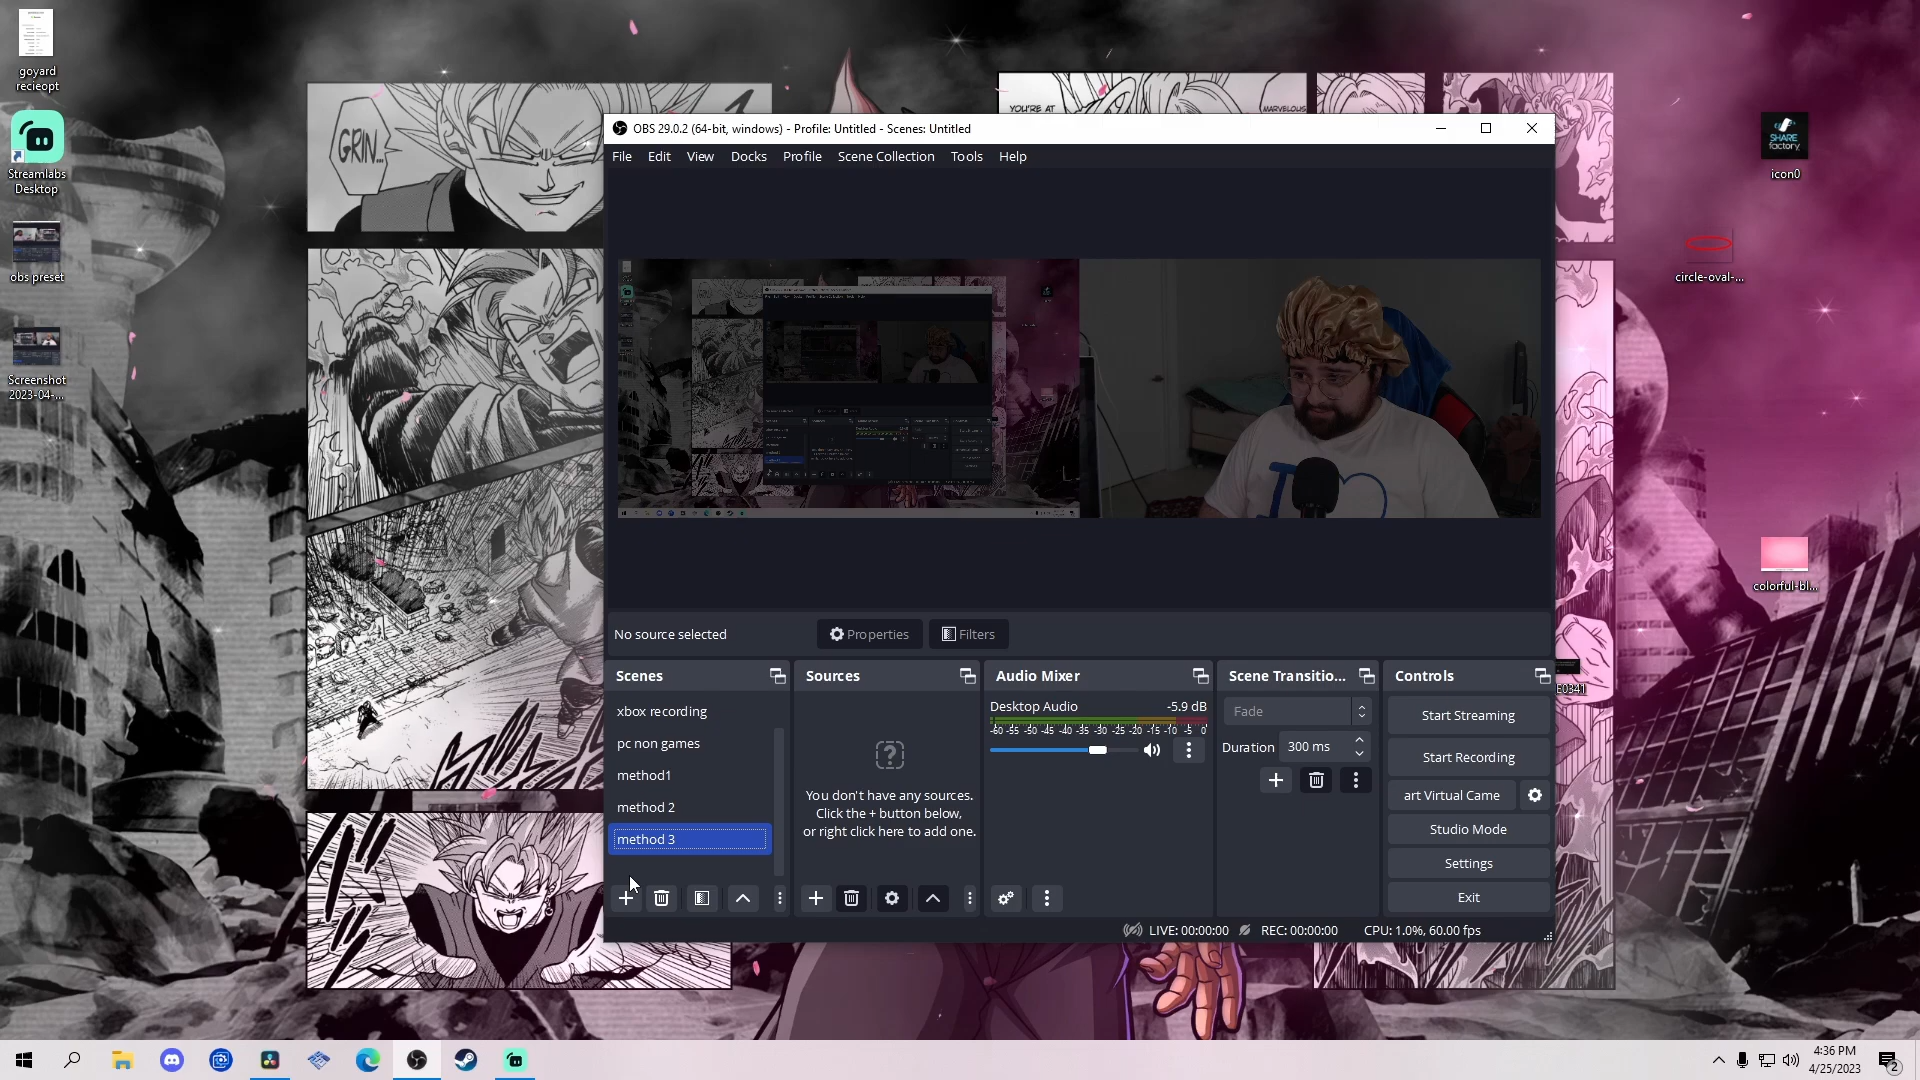 goyard
recieopt
Streamlabs
Desktop
obs preset
Screenshot
2023-04-...
GRIN...
YOU'RE AT
MARVELOUS
SHARE
factory
icon0
circle-oval-...
colorful-bl...
E0341
OBS 29.0.2 (64-bit, windows) - Profile: Untitled - Scenes: Untitled
File Edit View Docks Profile Scene Collection Tools Help
No source selected
Properties
Filters
Scenes
xbox recording
pc non games
method1
method 2
method 3
Sources
You don't have any sources.
Click the + button below,
or right click here to add one.
Audio Mixer
Desktop Audio -5.9 dB
-60 -55 -50 -45 -40 -35 -30 -25 -20 -15 -10 -5 0
Scene Transitio...
Fade
Duration 300 ms
Controls
Start Streaming
Start Recording
art Virtual Came
Studio Mode
Settings
Exit
LIVE: 00:00:00 REC: 00:00:00 CPU: 1.0%, 60.00 fps
4:36 PM
4/25/2023
2